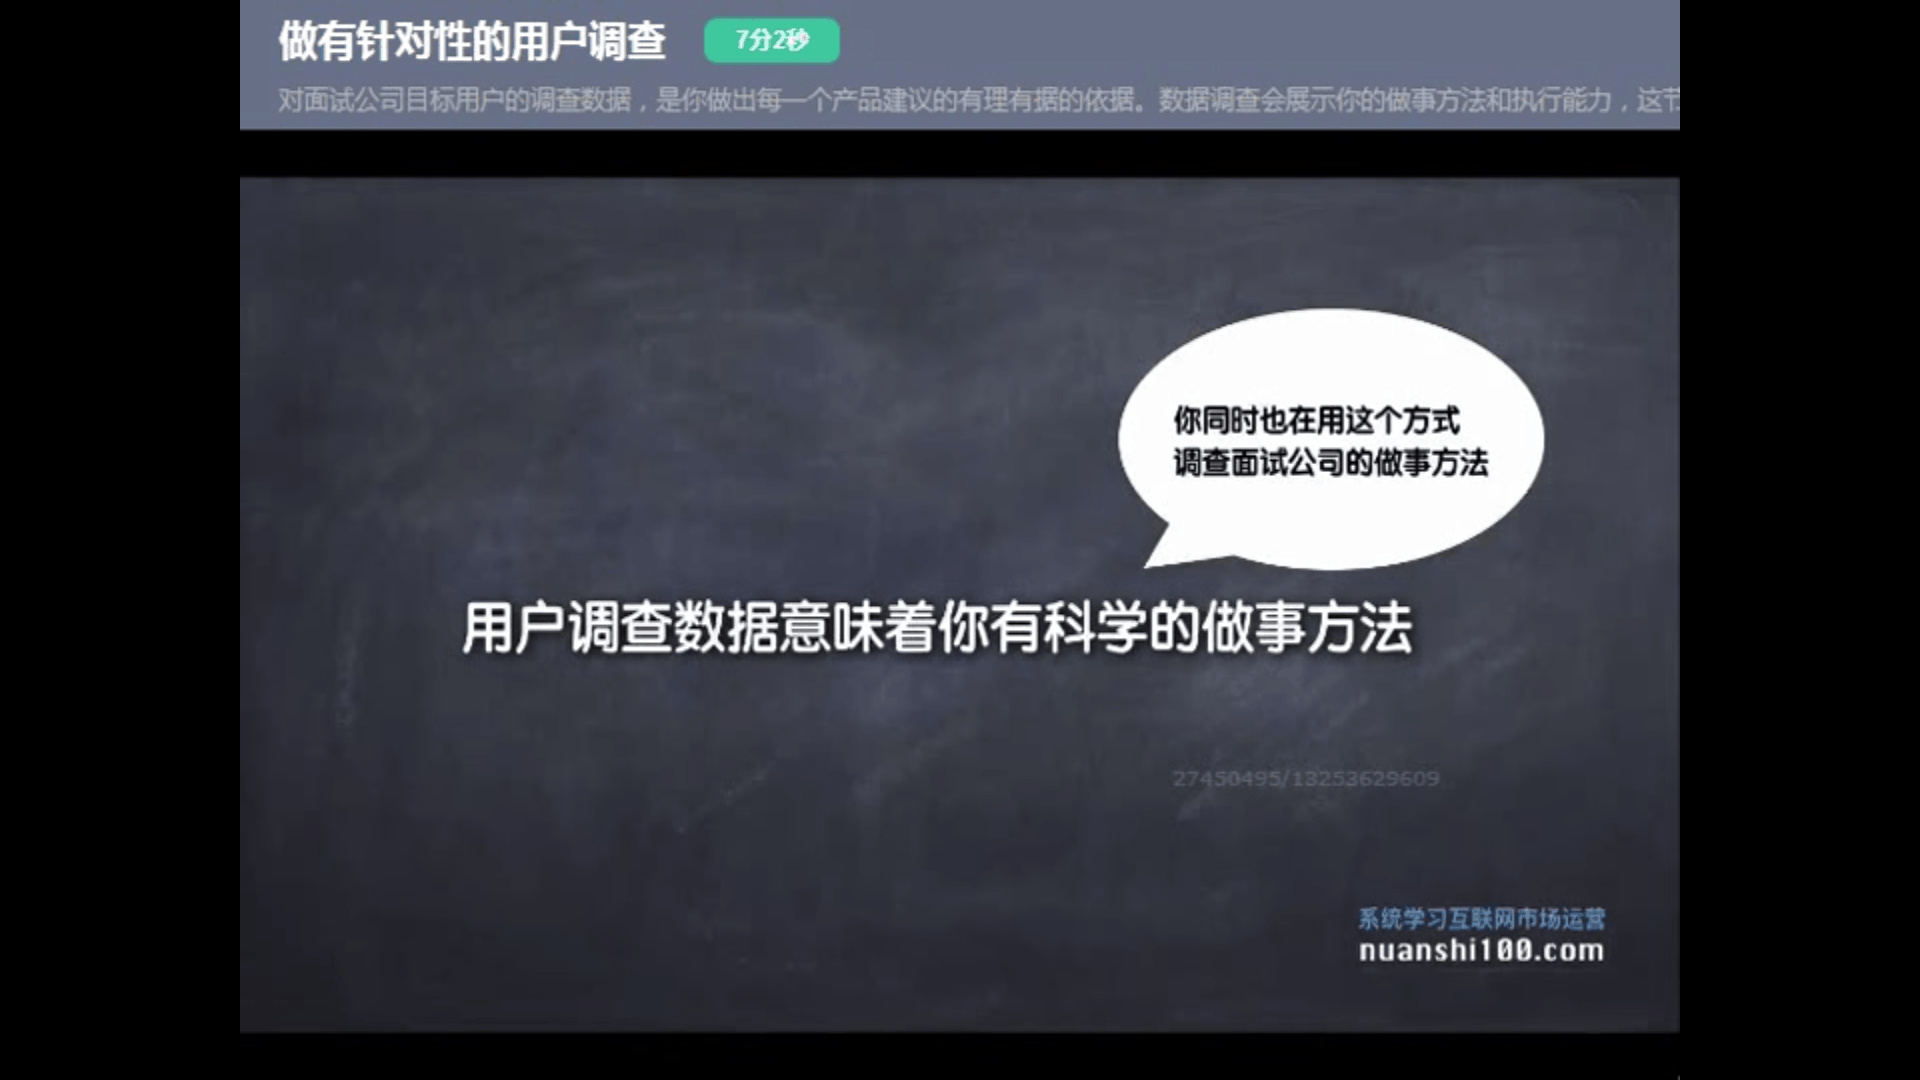 做有针对性的用户调查
7分2秒
对面试公司目标用户的调查数据，是你做出每一个产品建议的有理有据的依据。数据调查会展示你的做事方法和执行能力，这节
你同时也在用这个方式
调查面试公司的做事方法
用户调查数据意味着你有科学的做事方法
27450495/13253629609
系统学习互联网市场运营
nuanshi100.com